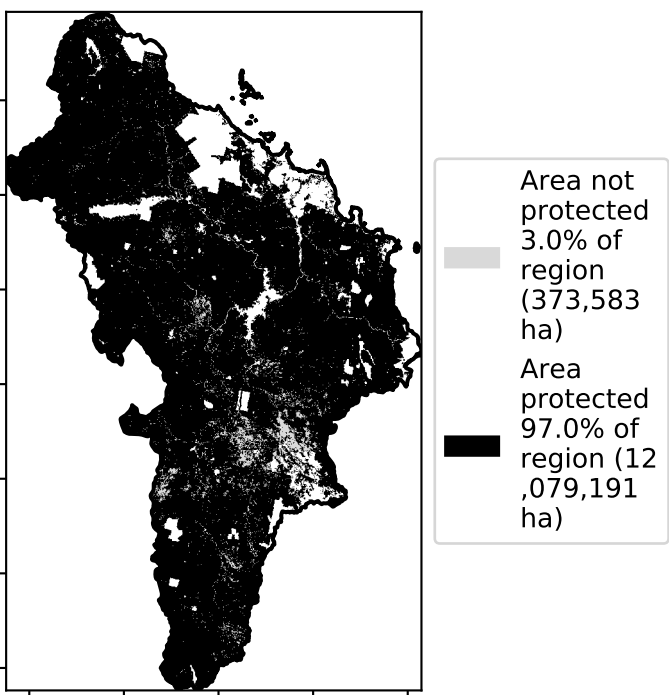 Area not
protected
3.0% of
region
(373,583
ha)
Area
protected
97.0% of
region (12
,079,191
ha)